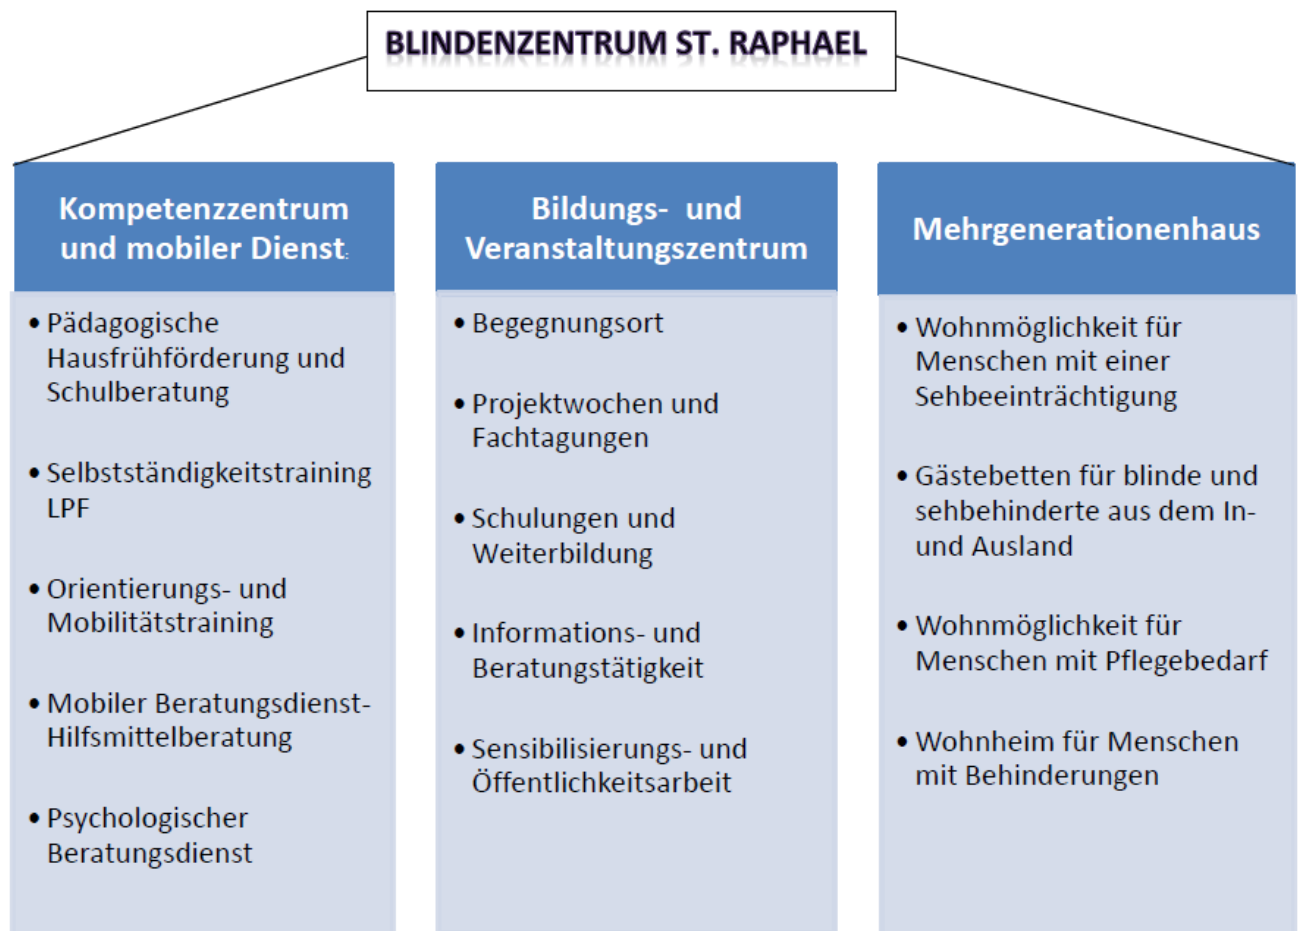 BLINDENZENTRUM ST. RAPHAEL
Kompetenzzentrum
und mobiler Dienst:
• Pädagogische
Hausfrühförderung und
Schulberatung
• Selbstständigkeitstraining
LPF
• Orientierungs- und
Mobilitätstraining
• Mobiler Beratungsdienst-
Hilfsmittelberatung
• Psychologischer
Beratungsdienst
Bildungs- und
Veranstaltungszentrum
• Begegnungsort
• Projektwochen und
Fachtagungen
• Schulungen und
Weiterbildung
• Informations- und
Beratungstätigkeit
• Sensibilisierungs- und
Öffentlichkeitsarbeit
Mehrgenerationenhaus
• Wohnmöglichkeit für
Menschen mit einer
Sehbeeinträchtigung
• Gästebetten für blinde und
sehbehinderte aus dem In-
und Ausland
• Wohnmöglichkeit für
Menschen mit Pflegebedarf
• Wohnheim für Menschen
mit Behinderungen